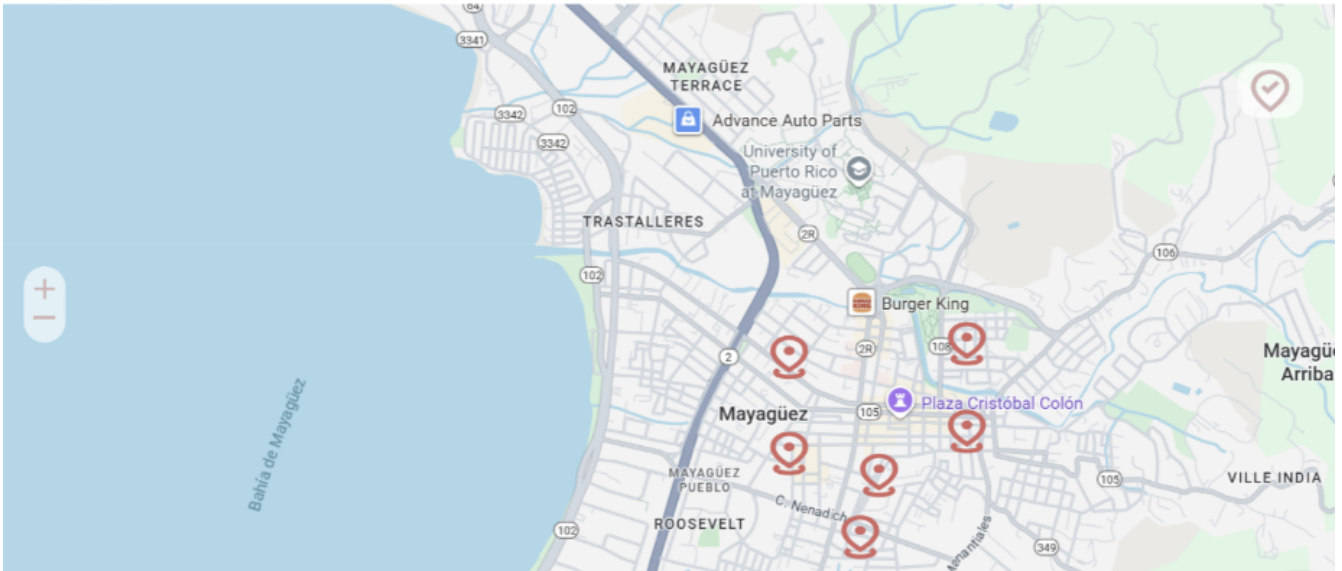 64
3341
MAYAGÜEZ
TERRACE
3342
102
Advance Auto Parts
3342
University of
Puerto Rico
at Mayagüez
TRASTALLERES
2R
106
102
Burger King
2
2R
108
Mayagü
Arriba
Plaza Cristóbal Colón
105
Mayagüez
Bahía de Mayagüez
MAYAGÜEZ
PUEBLO
105
VILLE INDIA
C. Nenadich
ROOSEVELT
102
349